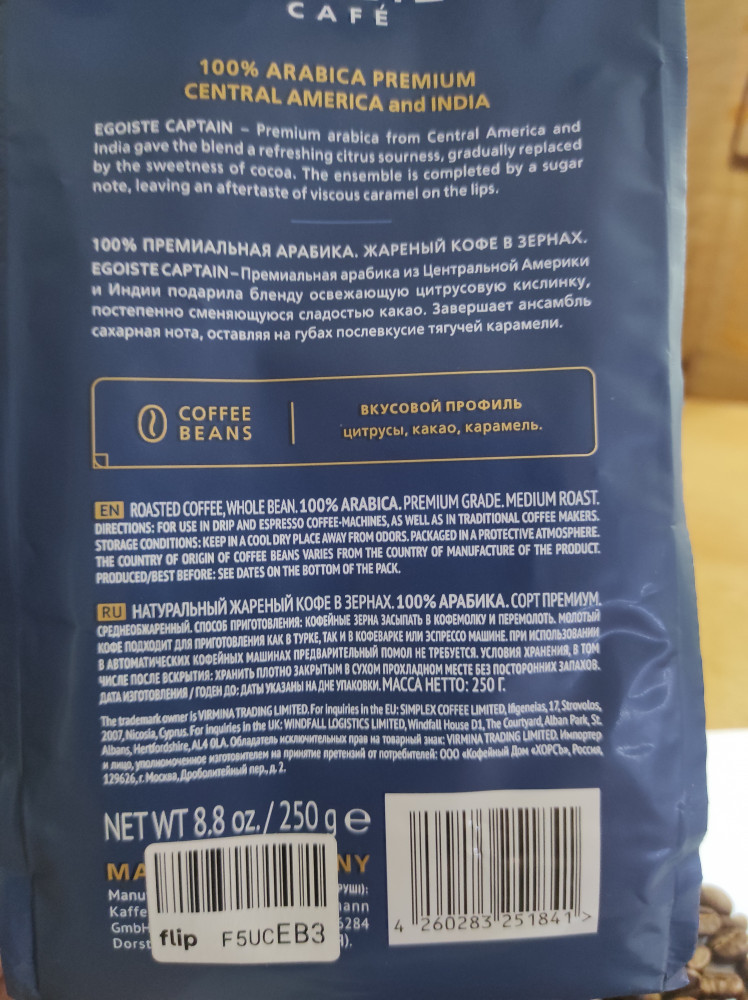 CAFÉ
100% ARABICA PREMIUM
CENTRAL AMERICA and INDIA
EGOISTE CAPTAIN – Premium arabica from Central America and
India gave the blend a refreshing citrus sourness, gradually replaced
by the sweetness of cocoa. The ensemble is completed by a sugar
note, leaving an aftertaste of viscous caramel on the lips.
100% ПРЕМИАЛЬНАЯ АРАБИКА. ЖАРЕНЫЙ КОФЕ В ЗЕРНАХ.
EGOISTE CAPTAIN – Премиальная арабика из Центральной Америки
и Индии подарила бленду освежающую цитрусовую кислинку,
постепенно сменяющуюся сладостью какао. Завершает ансамбль
сахарная нота, оставляя на губах послевкусие тягучей карамели.
COFFEE
BEANS
ВКУСОВОЙ ПРОФИЛЬ
цитрусы, какао, карамель.
EN ROASTED COFFEE, WHOLE BEAN. 100% ARABICA. PREMIUM GRADE. MEDIUM ROAST.
DIRECTIONS: FOR USE IN DRIP AND ESPRESSO COFFEE-MACHINES, AS WELL AS IN TRADITIONAL COFFEE MAKERS.
STORAGE CONDITIONS: KEEP IN A COOL DRY PLACE AWAY FROM ODORS. PACKAGED IN A PROTECTIVE ATMOSPHERE.
THE COUNTRY OF ORIGIN OF COFFEE BEANS VARIES FROM THE COUNTRY OF MANUFACTURE OF THE PRODUCT.
PRODUCED/BEST BEFORE: SEE DATES ON THE BOTTOM OF THE PACK.
RU НАТУРАЛЬНЫЙ ЖАРЕНЫЙ КОФЕ В ЗЕРНАХ. 100% АРАБИКА. СОРТ ПРЕМИУМ.
СРЕДНЕОБЖАРЕННЫЙ. СПОСОБ ПРИГОТОВЛЕНИЯ: КОФЕЙНЫЕ ЗЕРНА ЗАСЫПАТЬ В КОФЕМОЛКУ И ПЕРЕМОЛОТЬ. МОЛОТЫЙ
КОФЕ ПОДХОДИТ ДЛЯ ПРИГОТОВЛЕНИЯ КАК В ТУРКЕ, ТАК И В КОФЕВАРКЕ ИЛИ ЭСПРЕССО МАШИНЕ. ПРИ ИСПОЛЬЗОВАНИИ
В АВТОМАТИЧЕСКИХ КОФЕЙНЫХ МАШИНАХ ПРЕДВАРИТЕЛЬНЫЙ ПОМОЛ НЕ ТРЕБУЕТСЯ. УСЛОВИЯ ХРАНЕНИЯ, В ТОМ
ЧИСЛЕ ПОСЛЕ ВСКРЫТИЯ: ХРАНИТЬ ПЛОТНО ЗАКРЫТЫМ В СУХОМ ПРОХЛАДНОМ МЕСТЕ БЕЗ ПОСТОРОННИХ ЗАПАХОВ.
ДАТА ИЗГОТОВЛЕНИЯ / ГОДЕН ДО: ДАТЫ УКАЗАНЫ НА ДНЕ УПАКОВКИ. МАССА НЕТТО: 250 Г.
The trademark owner is VIRMINA TRADING LIMITED. For inquiries in the EU: SIMPLEX COFFEE LIMITED, Ifigeneias, 17, Strovolos,
2007, Nicosia, Cyprus. For inquiries in the UK: WINDFALL LOGISTICS LIMITED, Windfall House D1, The Courtyard, Alban Park, St.
Albans, Hertfordshire, AL4 0LA. Обладатель исключительных прав на товарный знак: VIRMINA TRADING LIMITED. Импортер
и лицо, уполномоченное изготовителем на принятие претензий от потребителей: ООО «Кофейный Дом «ХОРСЪ», Россия,
129626, г. Москва, Дроболитейный пер., д. 2.
NET WT 8.8 oz. / 250 g e
MA NY
Manu РУШ):
Kaffe mann
GmbH 6284
Dorst
flip F5UCEB3
4 260283 251841 >